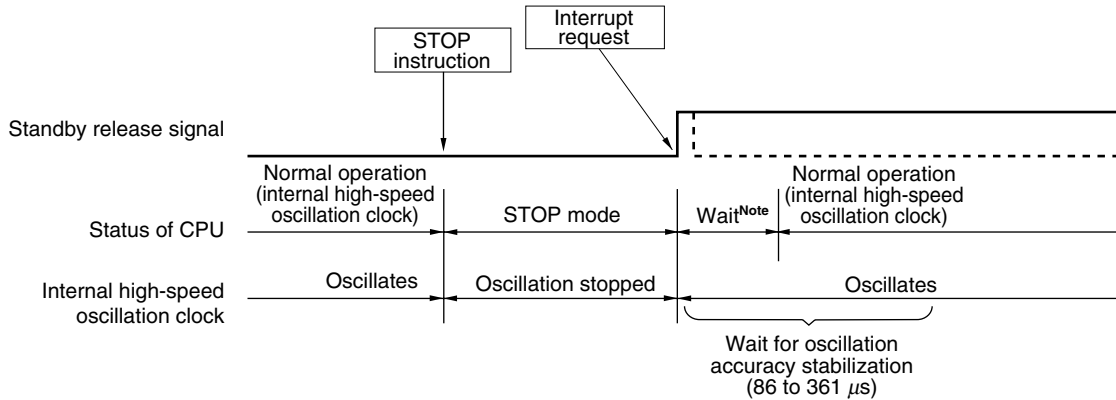 Interrupt
request
STOP
instruction
Standby release signal
Normal operation
(internal high-speed
oscillation clock)
Normal operation
(internal high-speed
oscillation clock)
Status of CPU
STOP mode
WaitNote
Internal high-speed
oscillation clock
Oscillates
Oscillation stopped
Oscillates
Wait for oscillation
accuracy stabilization
(86 to 361 μs)